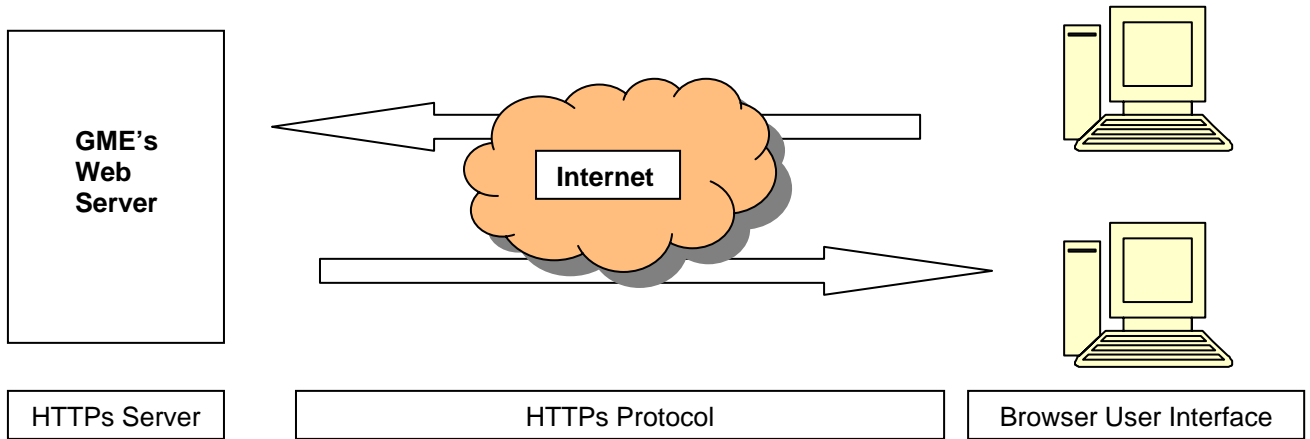 GME's
Web
Server
Internet
HTTPs Server
HTTPs Protocol
Browser User Interface